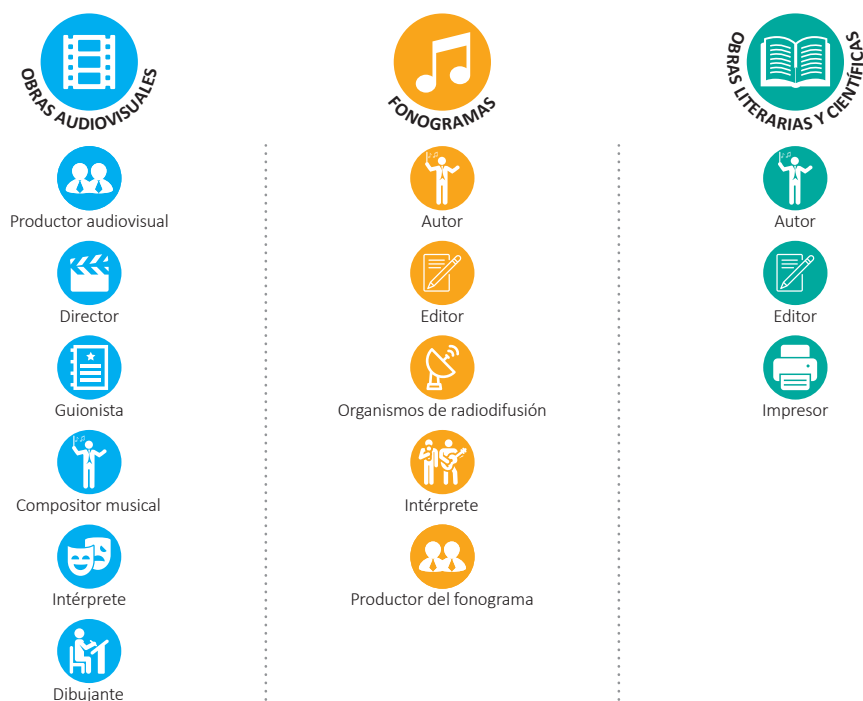 OBRAS AUDIOVISUALES
Productor audiovisual
Director
Guionista
Compositor musical
Intérprete
Dibujante
FONOGRAMAS
Autor
Editor
Organismos de radiodifusión
Intérprete
Productor del fonograma
OBRAS LITERARIAS Y CIENTÍFICAS
Autor
Editor
Impresor